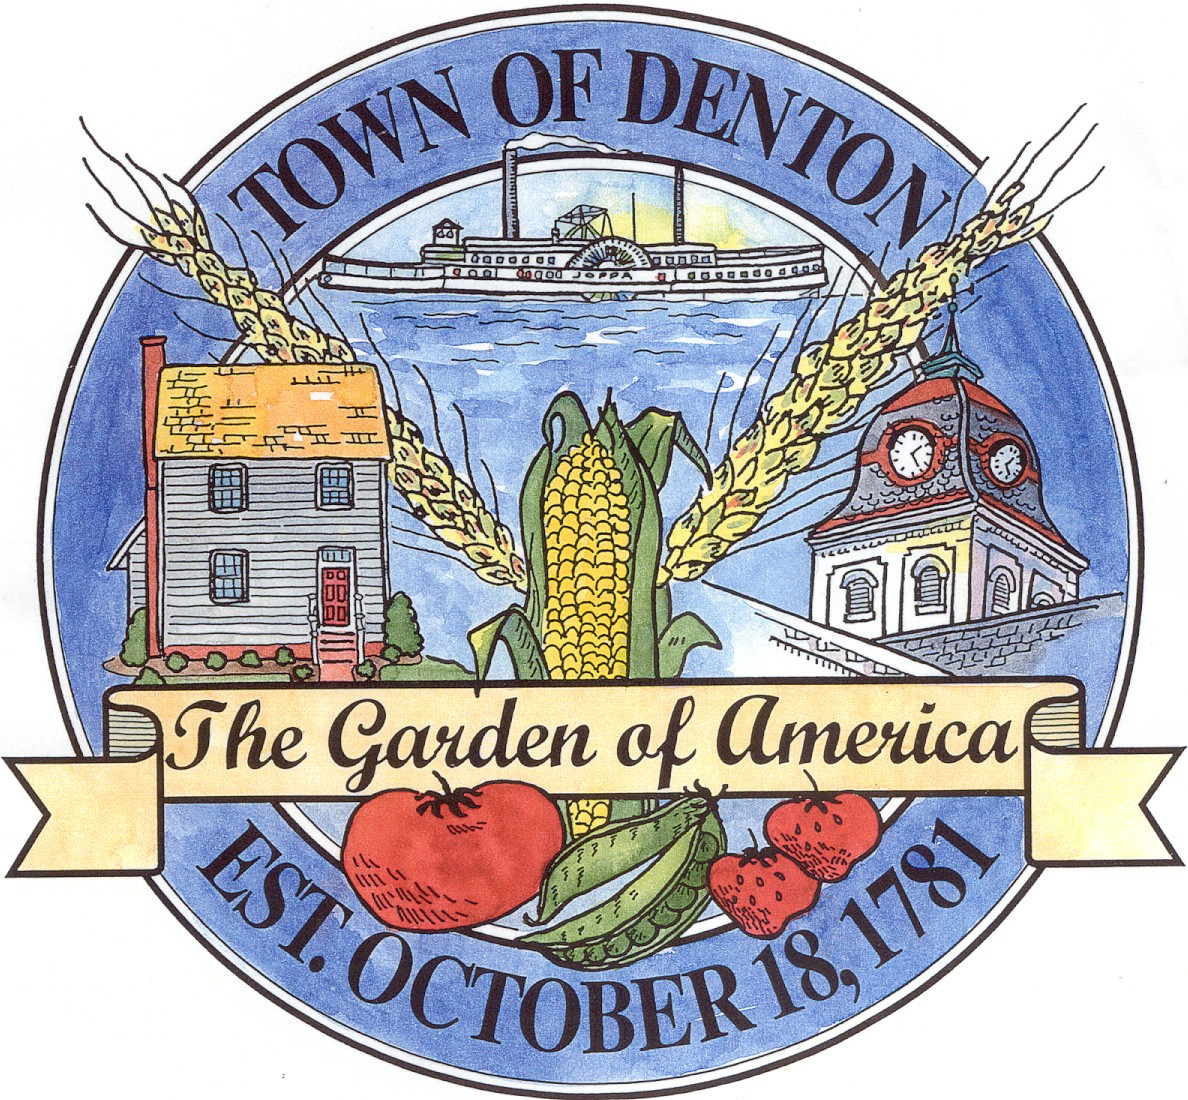 TOWN OF DENTON
JOPPA
The Garden of America
EST. OCTOBER 18, 1781